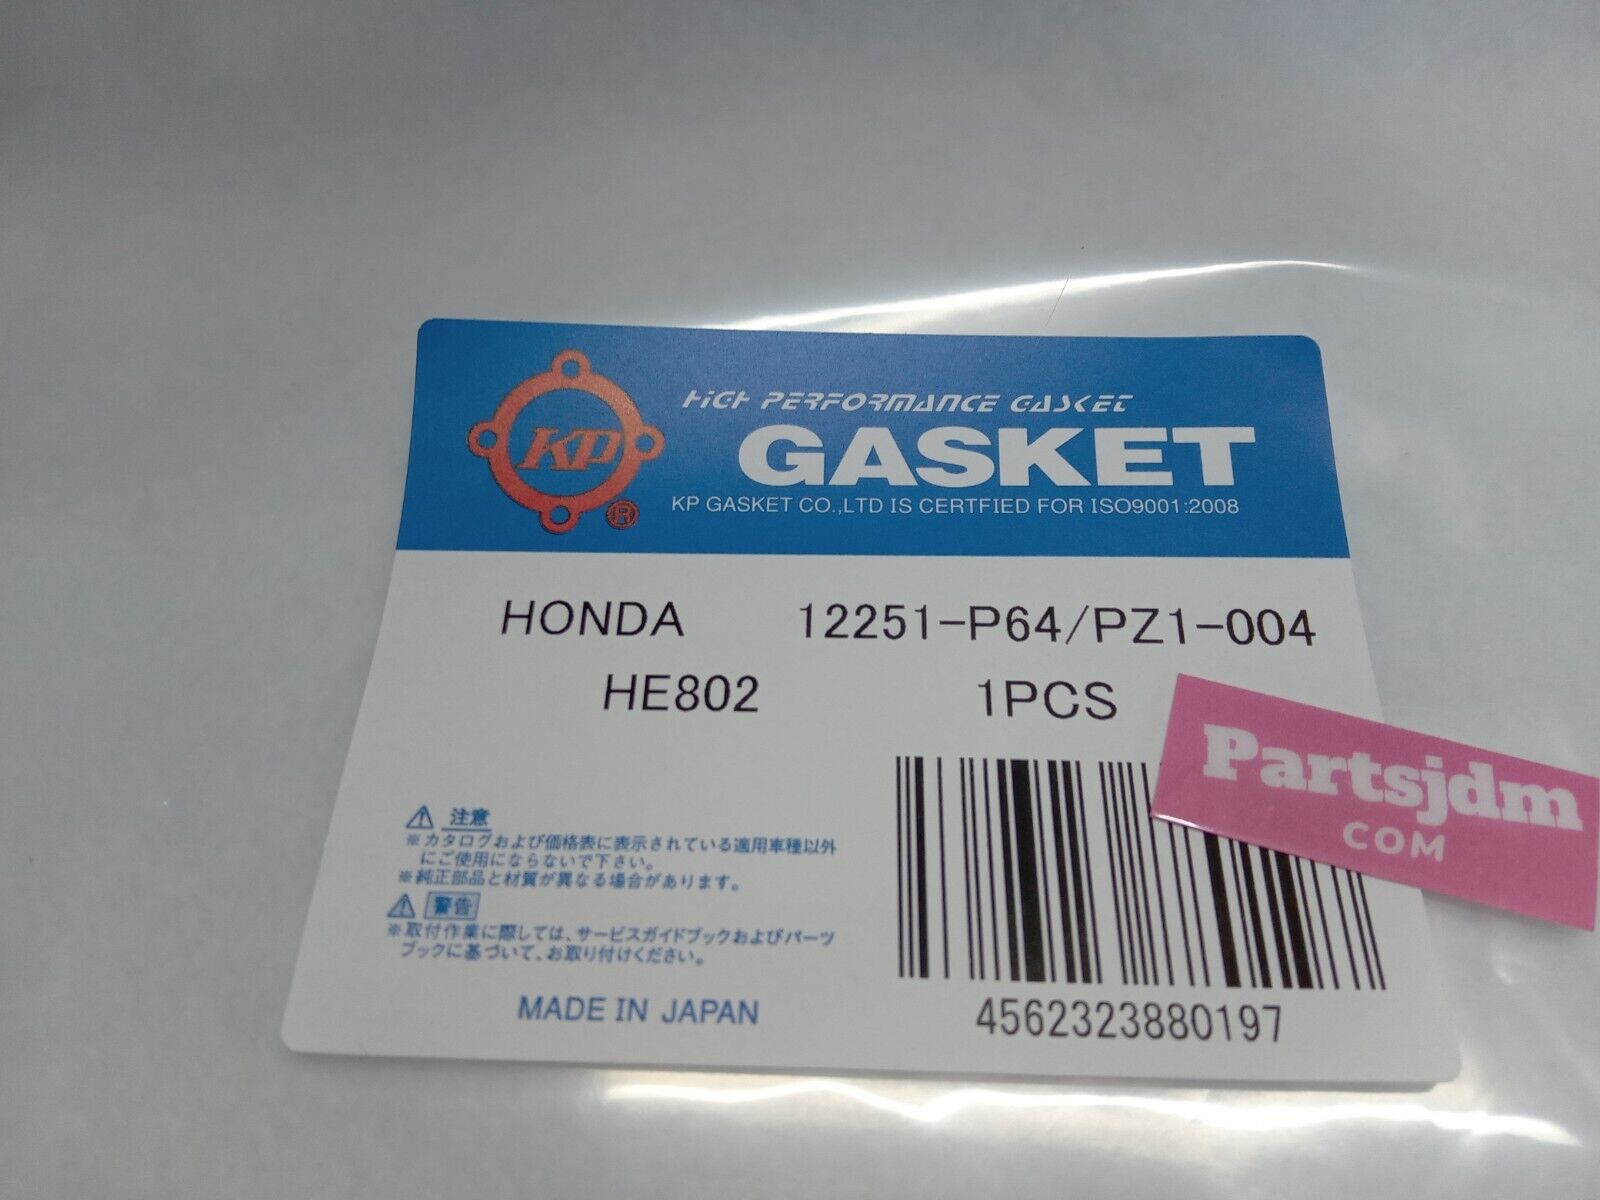 KP
®
HIGH PERFORMANCE GASKET
GASKET
KP GASKET CO.,LTD IS CERTFIED FOR ISO9001:2008
HONDA 12251-P64/PZ1-004
HE802 1PCS
Partsjdm
COM
⚠ 注意
※カタログおよび価格表に表示されている適用車種以外
にご使用にならないで下さい。
※純正部品と材質が異なる場合があります。
⚠ 警告
※取付作業に際しては、サービスガイドブックおよびパーツ
ブックに基づいて、お取り付けください。
MADE IN JAPAN
4562323880197